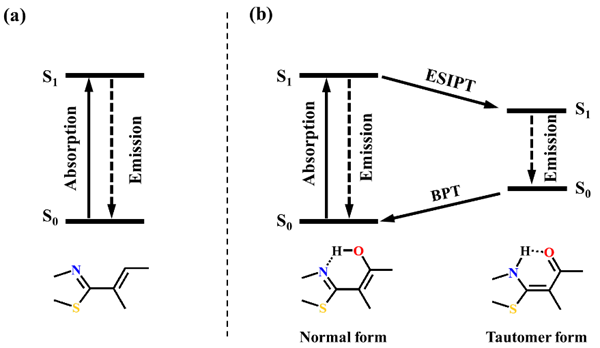 (a)
S1
Absorption
Emission
S0
N
S
(b)
S1
Absorption
Emission
S0
ESIPT
BPT
S1
Emission
S0
H
O
N
S
Normal form
H
O
N
S
Tautomer form